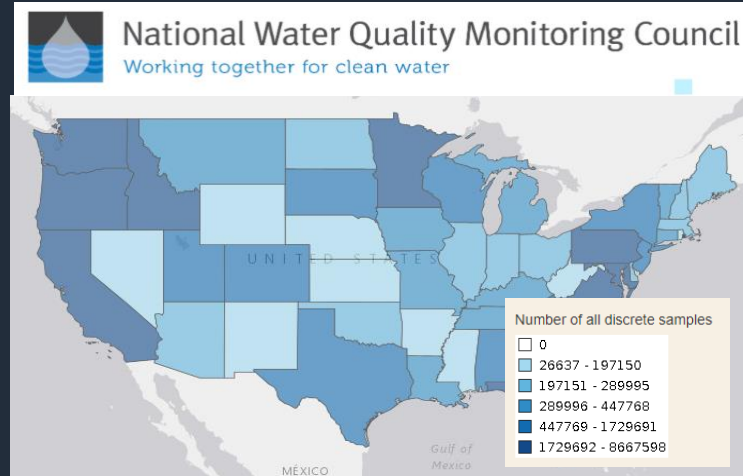 National Water Quality Monitoring Council
Working together for clean water
UNITED STATES
Number of all discrete samples
0
26637 - 197150
197151 - 289995
289996 - 447768
447769 - 1729691
1729692 - 8667598
Gulf of
Mexico
MÉXICO